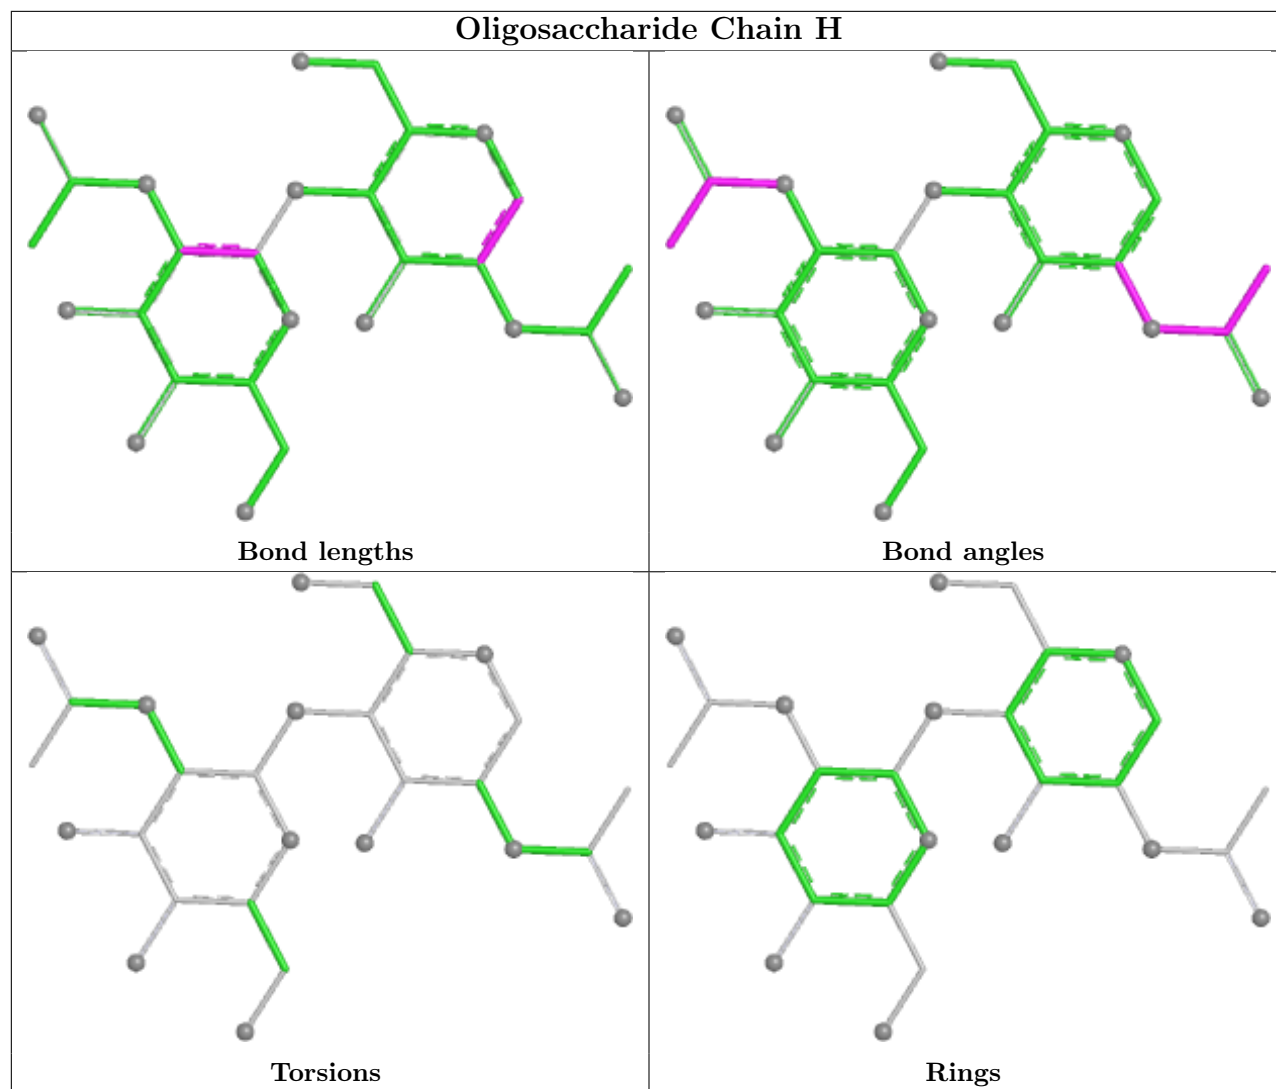 Oligosaccharide Chain H
Bond lengths
Bond angles
Torsions
Rings